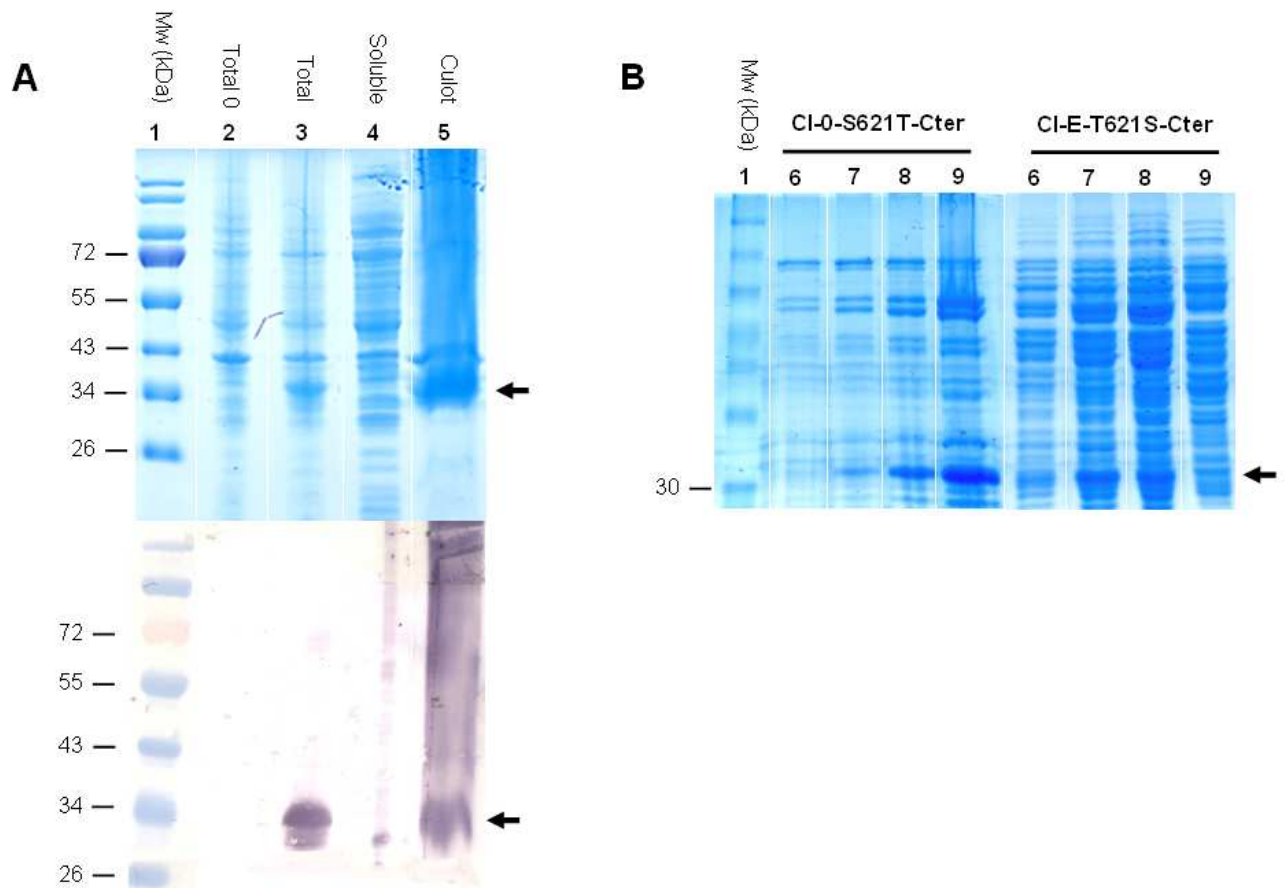 A
Mw (kDa)
Total 0
Total
Soluble
Culot
1 2 3 4 5
72
55
43
34
26
72
55
43
34
26
B
Mw (kDa)
CI-0-S621T-Cter
CI-E-T621S-Cter
1 6 7 8 9 6 7 8 9
30